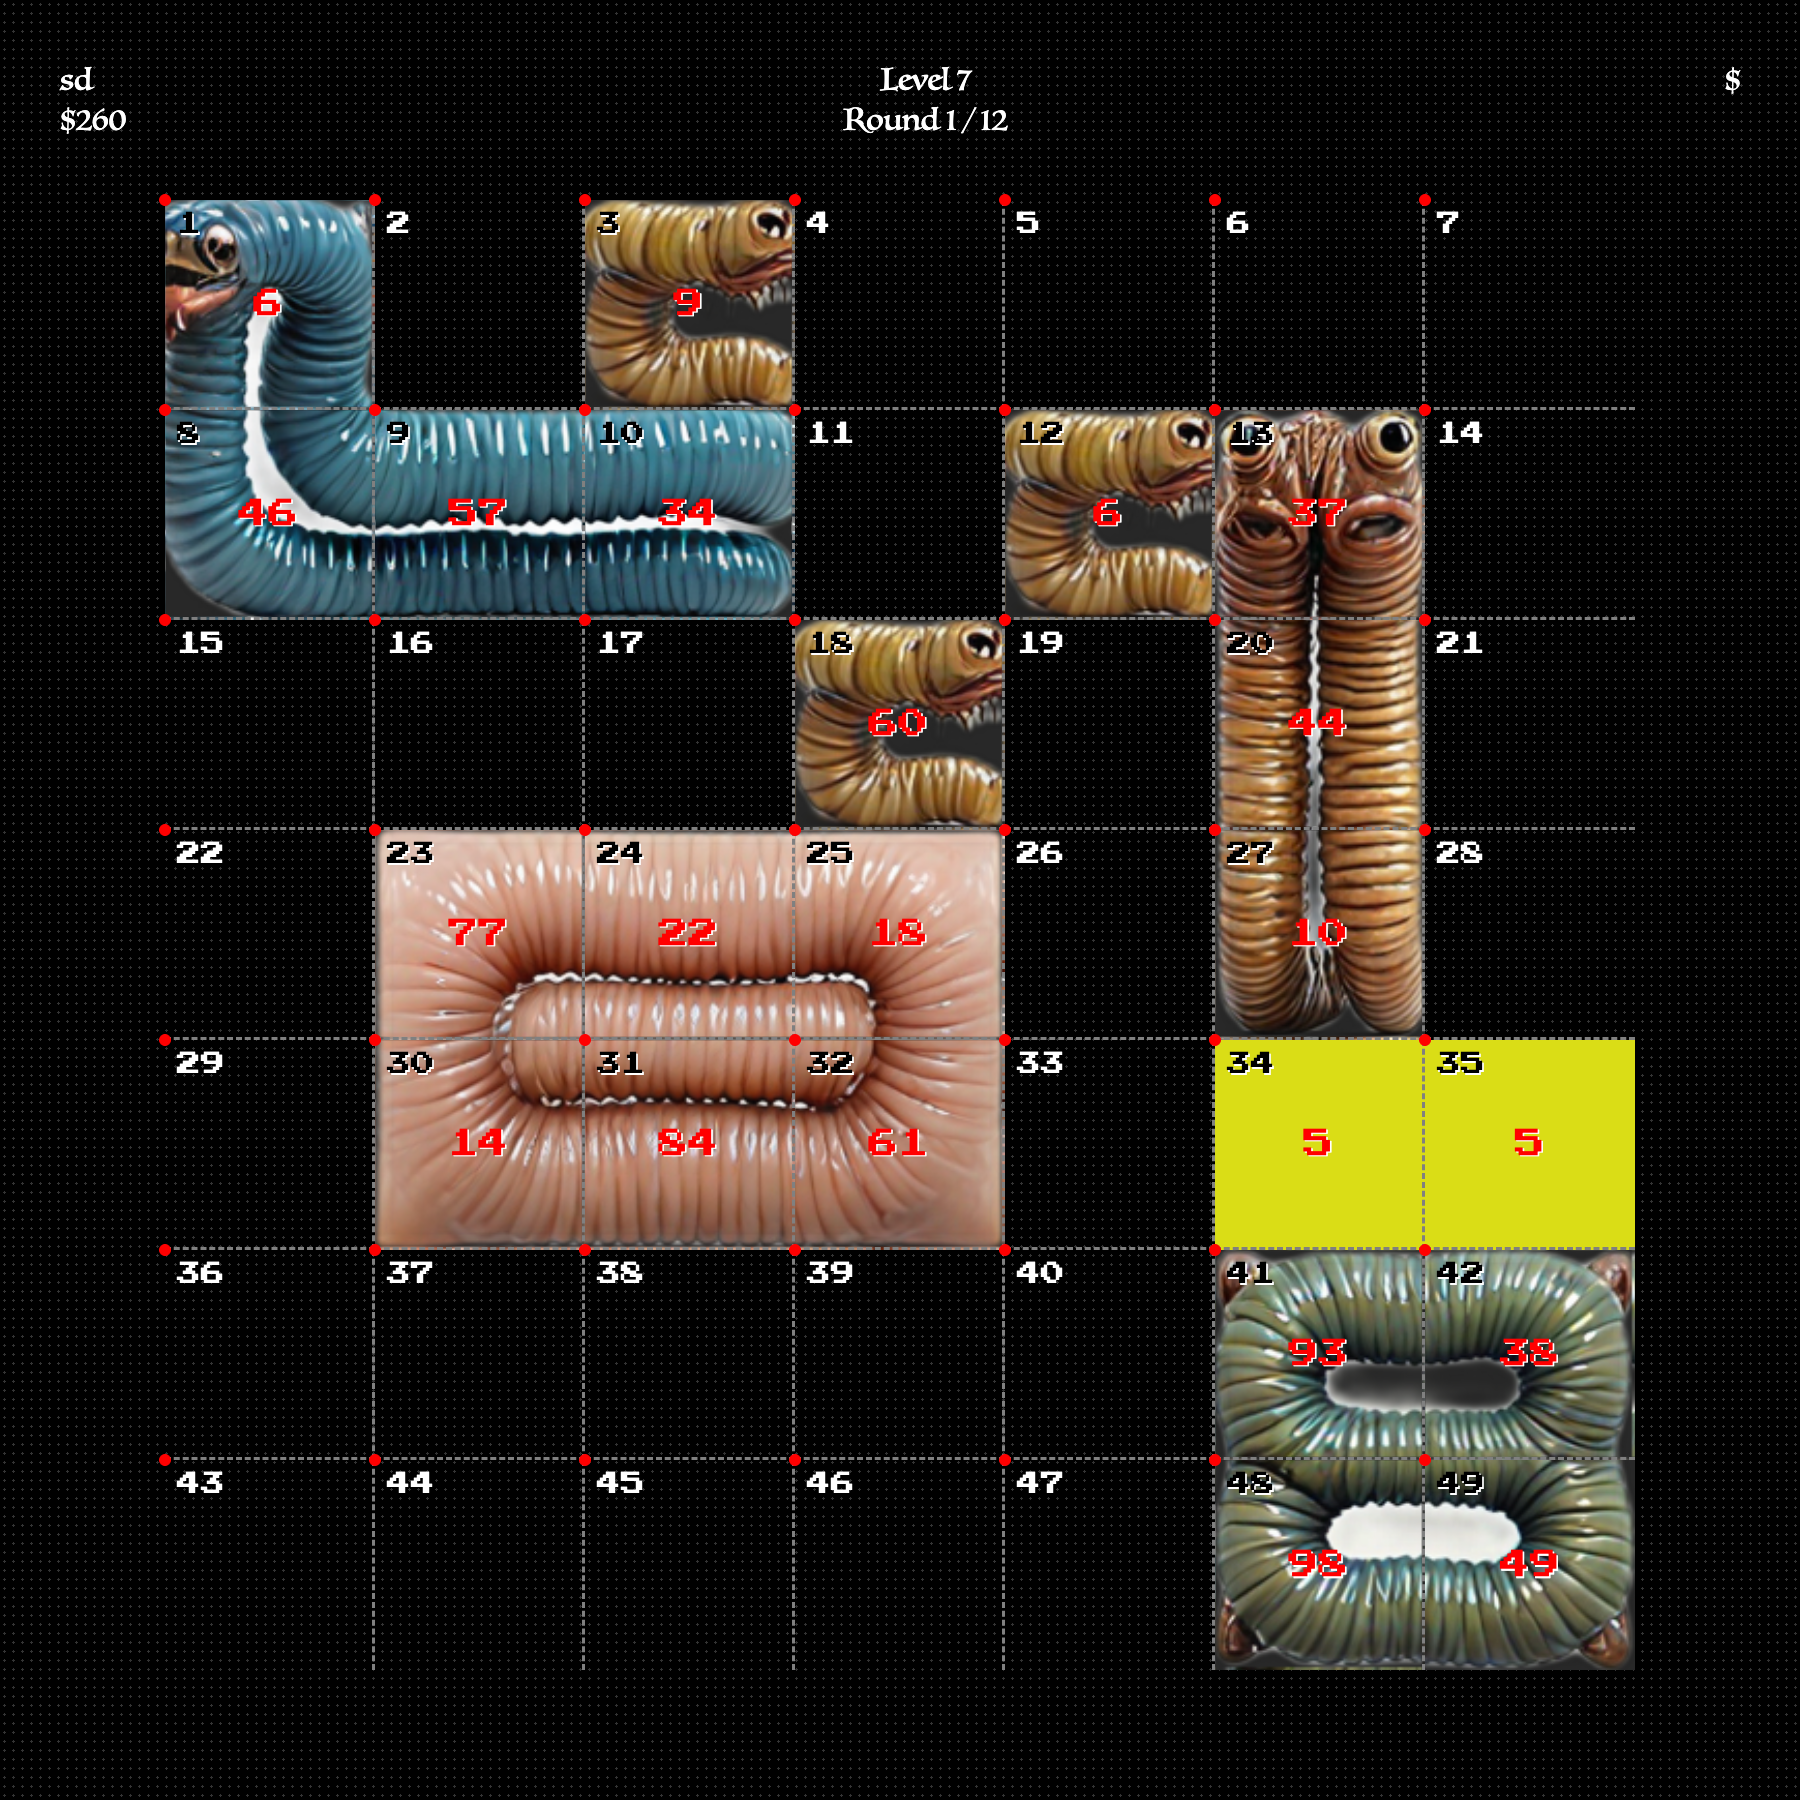 sd
$260
Level 7
Round 1 / 12
$
1 2 3 4 5 6 7
6 9
8 9 10 11 12 13 14
46 57 34 6 37
15 16 17 18 19 20 21
60 44
22 23 24 25 26 27 28
77 22 18 10
29 30 31 32 33 34 35
14 84 61 5 5
36 37 38 39 40 41 42
93 38
43 44 45 46 47 48 49
98 49